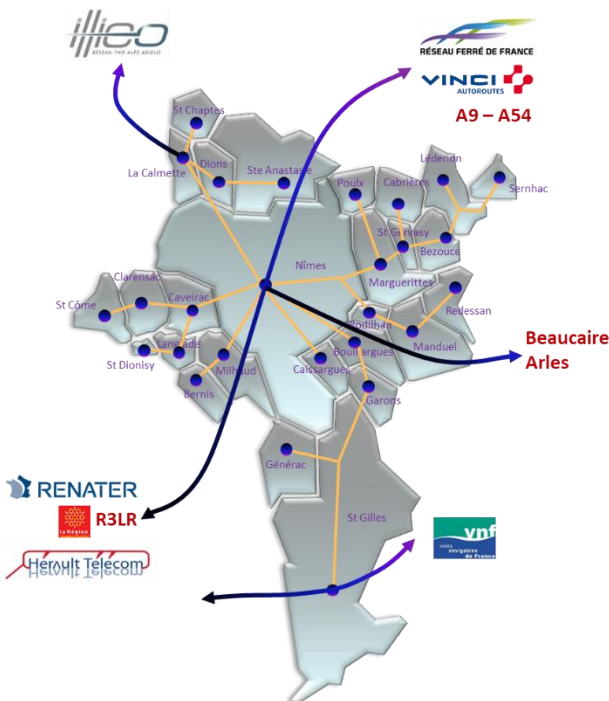 illico
RÉSEAU THD ALÈS AGGLO
RÉSEAU FERRÉ DE FRANCE
VINCI
AUTOROUTES
A9 – A54
St Chaptes
La Calmette
Dions
Ste Anastasie
Poulx
Cabrières
Lédenon
Sernhac
St Gervasy
Bezouce
Marguerittes
Nîmes
Clarensac
St Côme
Caveirac
Redessan
Rodilhan
Manduel
Langlade
St Dionisy
Milhaud
Bernis
Caissargues
Bouillargues
Garons
Beaucaire
Arles
Générac
St Gilles
RENATER
la Région
R3LR
Hérault Télécom
vnf
voies
navigables
de France